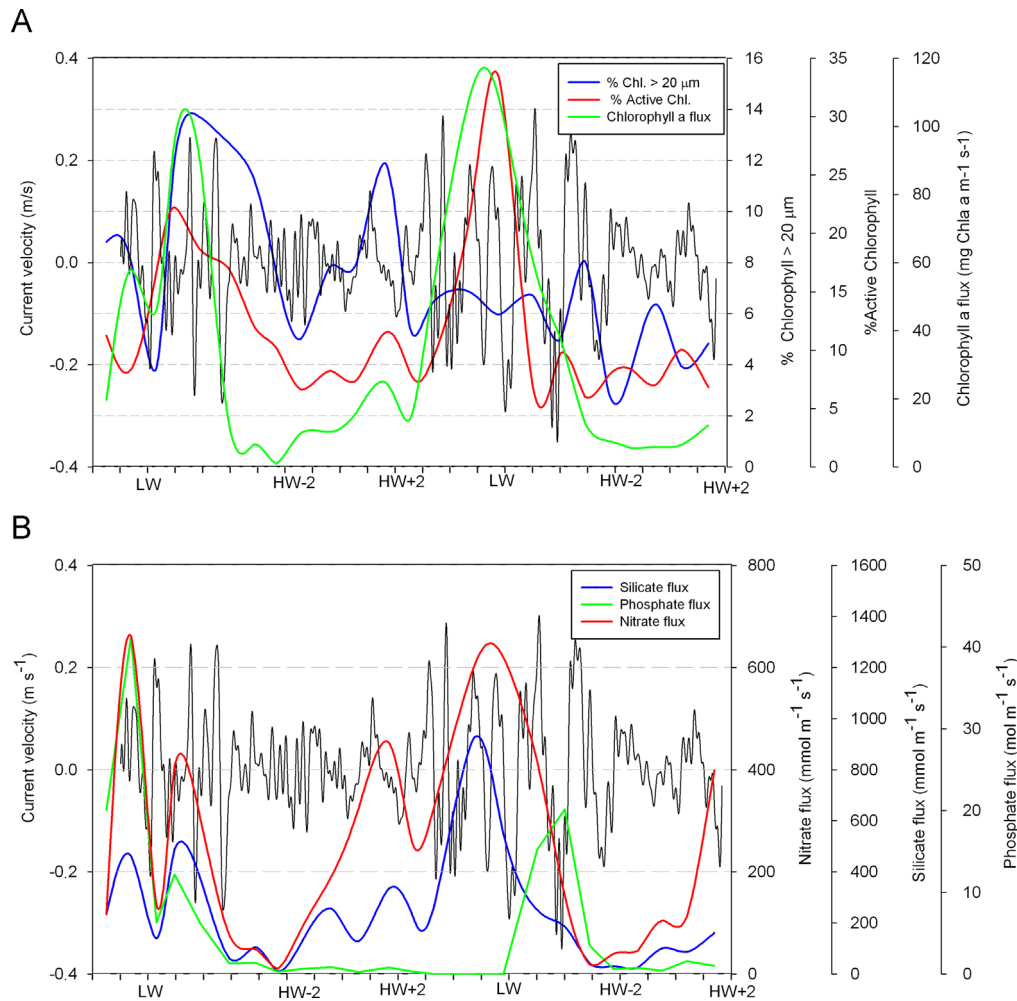 A
0.4
0.2
0.0
-0.2
-0.4
Current velocity (m/s)
% Chl. > 20 μm
% Active Chl.
Chlorophyll a flux
16
14
12
10
8
6
4
2
0
% Chlorophyll > 20 μm
35
30
25
20
15
10
5
0
%Active Chlorophyll
120
100
80
60
40
20
0
Chlorophyll a flux (mg Chla a m-1 s-1)
LW
HW-2
HW+2
LW
HW-2
HW+2
B
0.4
0.2
0.0
-0.2
-0.4
Current velocity (m s-1)
Silicate flux
Phosphate flux
Nitrate flux
800
600
400
200
0
Nitrate flux (mmol m-1 s-1)
1600
1400
1200
1000
800
600
400
200
0
Silicate flux (mmol m-1 s-1)
50
40
30
20
10
0
Phosphate flux (mol m-1 s-1)
LW
HW-2
HW+2
LW
HW-2
HW+2